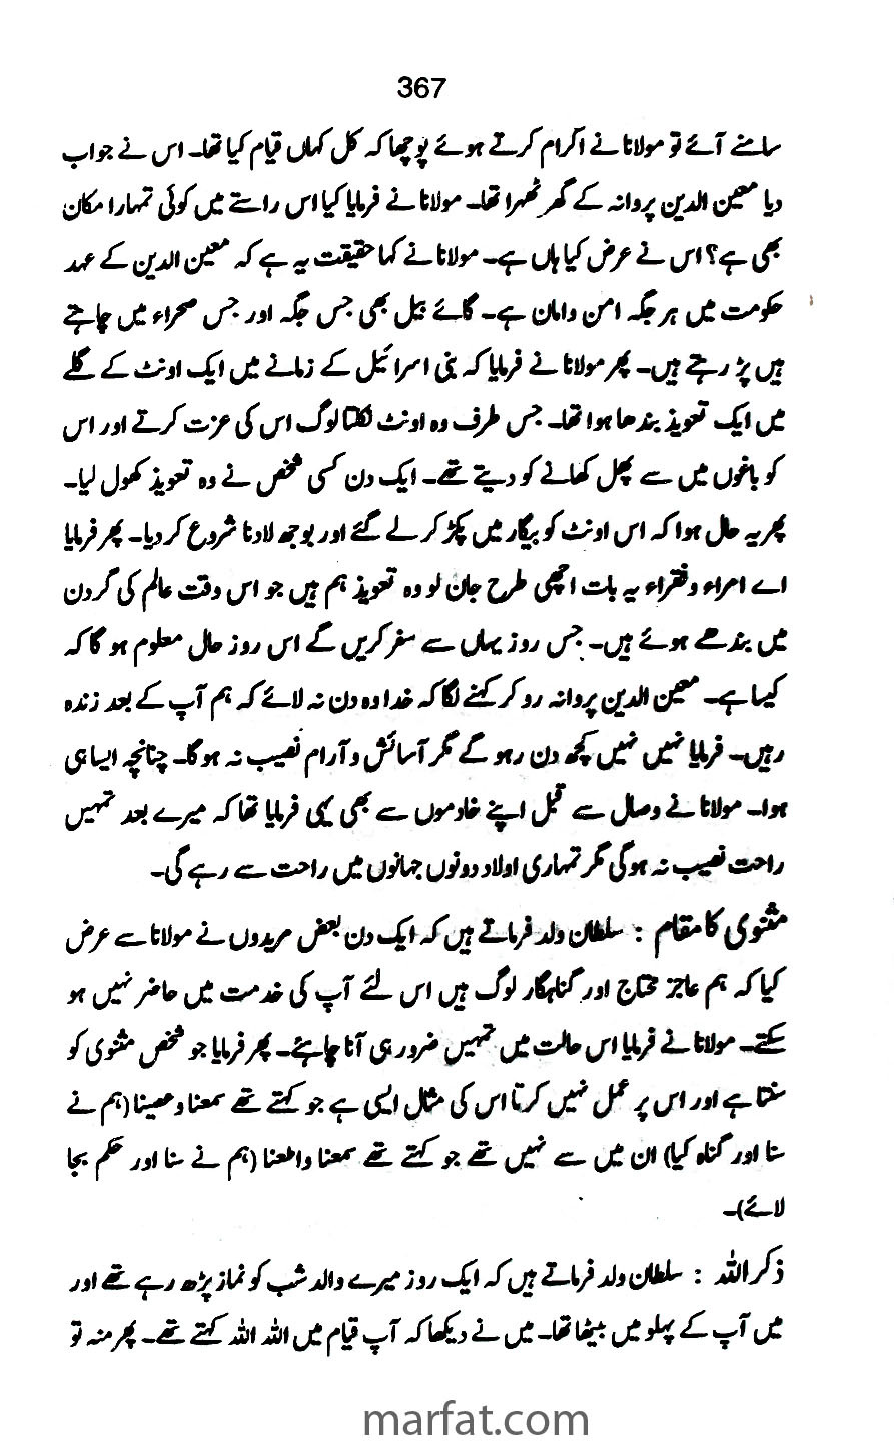 367
سامنے آئے تو مولانا نے اکرام کرتے ہوئے پوچھا کہ کل کہاں قیام کیا تھا۔ اس نے جواب
دیا معین الدین پروانہ کے گھر ٹھہرا تھا۔ مولانا نے فرمایا کیا اس راستے میں کوئی تمہارا مکان
بھی ہے؟ اس نے عرض کیا ہاں ہے۔ مولانا نے کہا حقیقت یہ ہے کہ معین الدین کے عہد
حکومت میں ہر جگہ امن و امان ہے۔ گائے بیل بھی جس جگہ اور جس صحراء میں چاہتے
ہیں پڑ رہتے ہیں۔ پھر مولانا نے فرمایا کہ بنی اسرائیل کے زمانے میں ایک اونٹ کے گلے
میں ایک تعویذ بندھا ہوا تھا۔ جس طرف وہ اونٹ نکلتا لوگ اس کی عزت کرتے اور اس
کو باغوں میں سے پھل کھانے کو دیتے تھے۔ ایک دن کسی شخص نے وہ تعویذ کھول لیا۔
پھر یہ حال ہوا کہ اس اونٹ کو بیگار میں پکڑ کر لے گئے اور بوجھ لادنا شروع کر دیا۔ پھر فرمایا
اے امراء و فقراء یہ بات اچھی طرح جان لو وہ تعویذ ہم ہیں جو اس وقت عالم کی گردن
میں بندھے ہوئے ہیں۔ جس روز یہاں سے سفر کریں گے اس روز حال معلوم ہو گا کہ
کیسا ہے۔ معین الدین پروانہ رو کر کہنے لگا کہ خدا وہ دن نہ لائے کہ ہم آپ کے بعد زندہ
رہیں۔ فرمایا نہیں نہیں کچھ دن رہو گے مگر آسائش و آرام نصیب نہ ہوگا۔ چنانچہ ایسا ہی
ہوا۔ مولانا نے وصال سے قبل اپنے خادموں سے بھی یہی فرمایا تھا کہ میرے بعد تمہیں
راحت نصیب نہ ہوگی مگر تمہاری اولاد دونوں جہانوں میں راحت سے رہے گی۔
مثنوی کا مقام : سلطان ولد فرماتے ہیں کہ ایک دن بعض مریدوں نے مولانا سے عرض
کیا کہ ہم عاجز محتاج اور گناہگار لوگ ہیں اس لئے آپ کی خدمت میں حاضر نہیں ہو
سکتے۔ مولانا نے فرمایا اس حالت میں تمہیں ضرور ہی آنا چاہئے۔ پھر فرمایا جو شخص مثنوی کو
سنتا ہے اور اس پر عمل نہیں کرتا اس کی مثال ایسی ہے جو کہتے تھے سمعنا و عصینا (ہم نے
سنا اور گناہ کیا) ان میں سے نہیں تھے جو کہتے تھے سمعنا واطعنا (ہم نے سنا اور حکم بجا
لائے)۔
ذکر اللہ : سلطان ولد فرماتے ہیں کہ ایک روز میرے والد شب کو نماز پڑھ رہے تھے اور
میں آپ کے پہلو میں بیٹھا تھا۔ میں نے دیکھا کہ آپ قیام میں اللہ اللہ کہتے تھے۔ پھر منہ تو
marfat.com